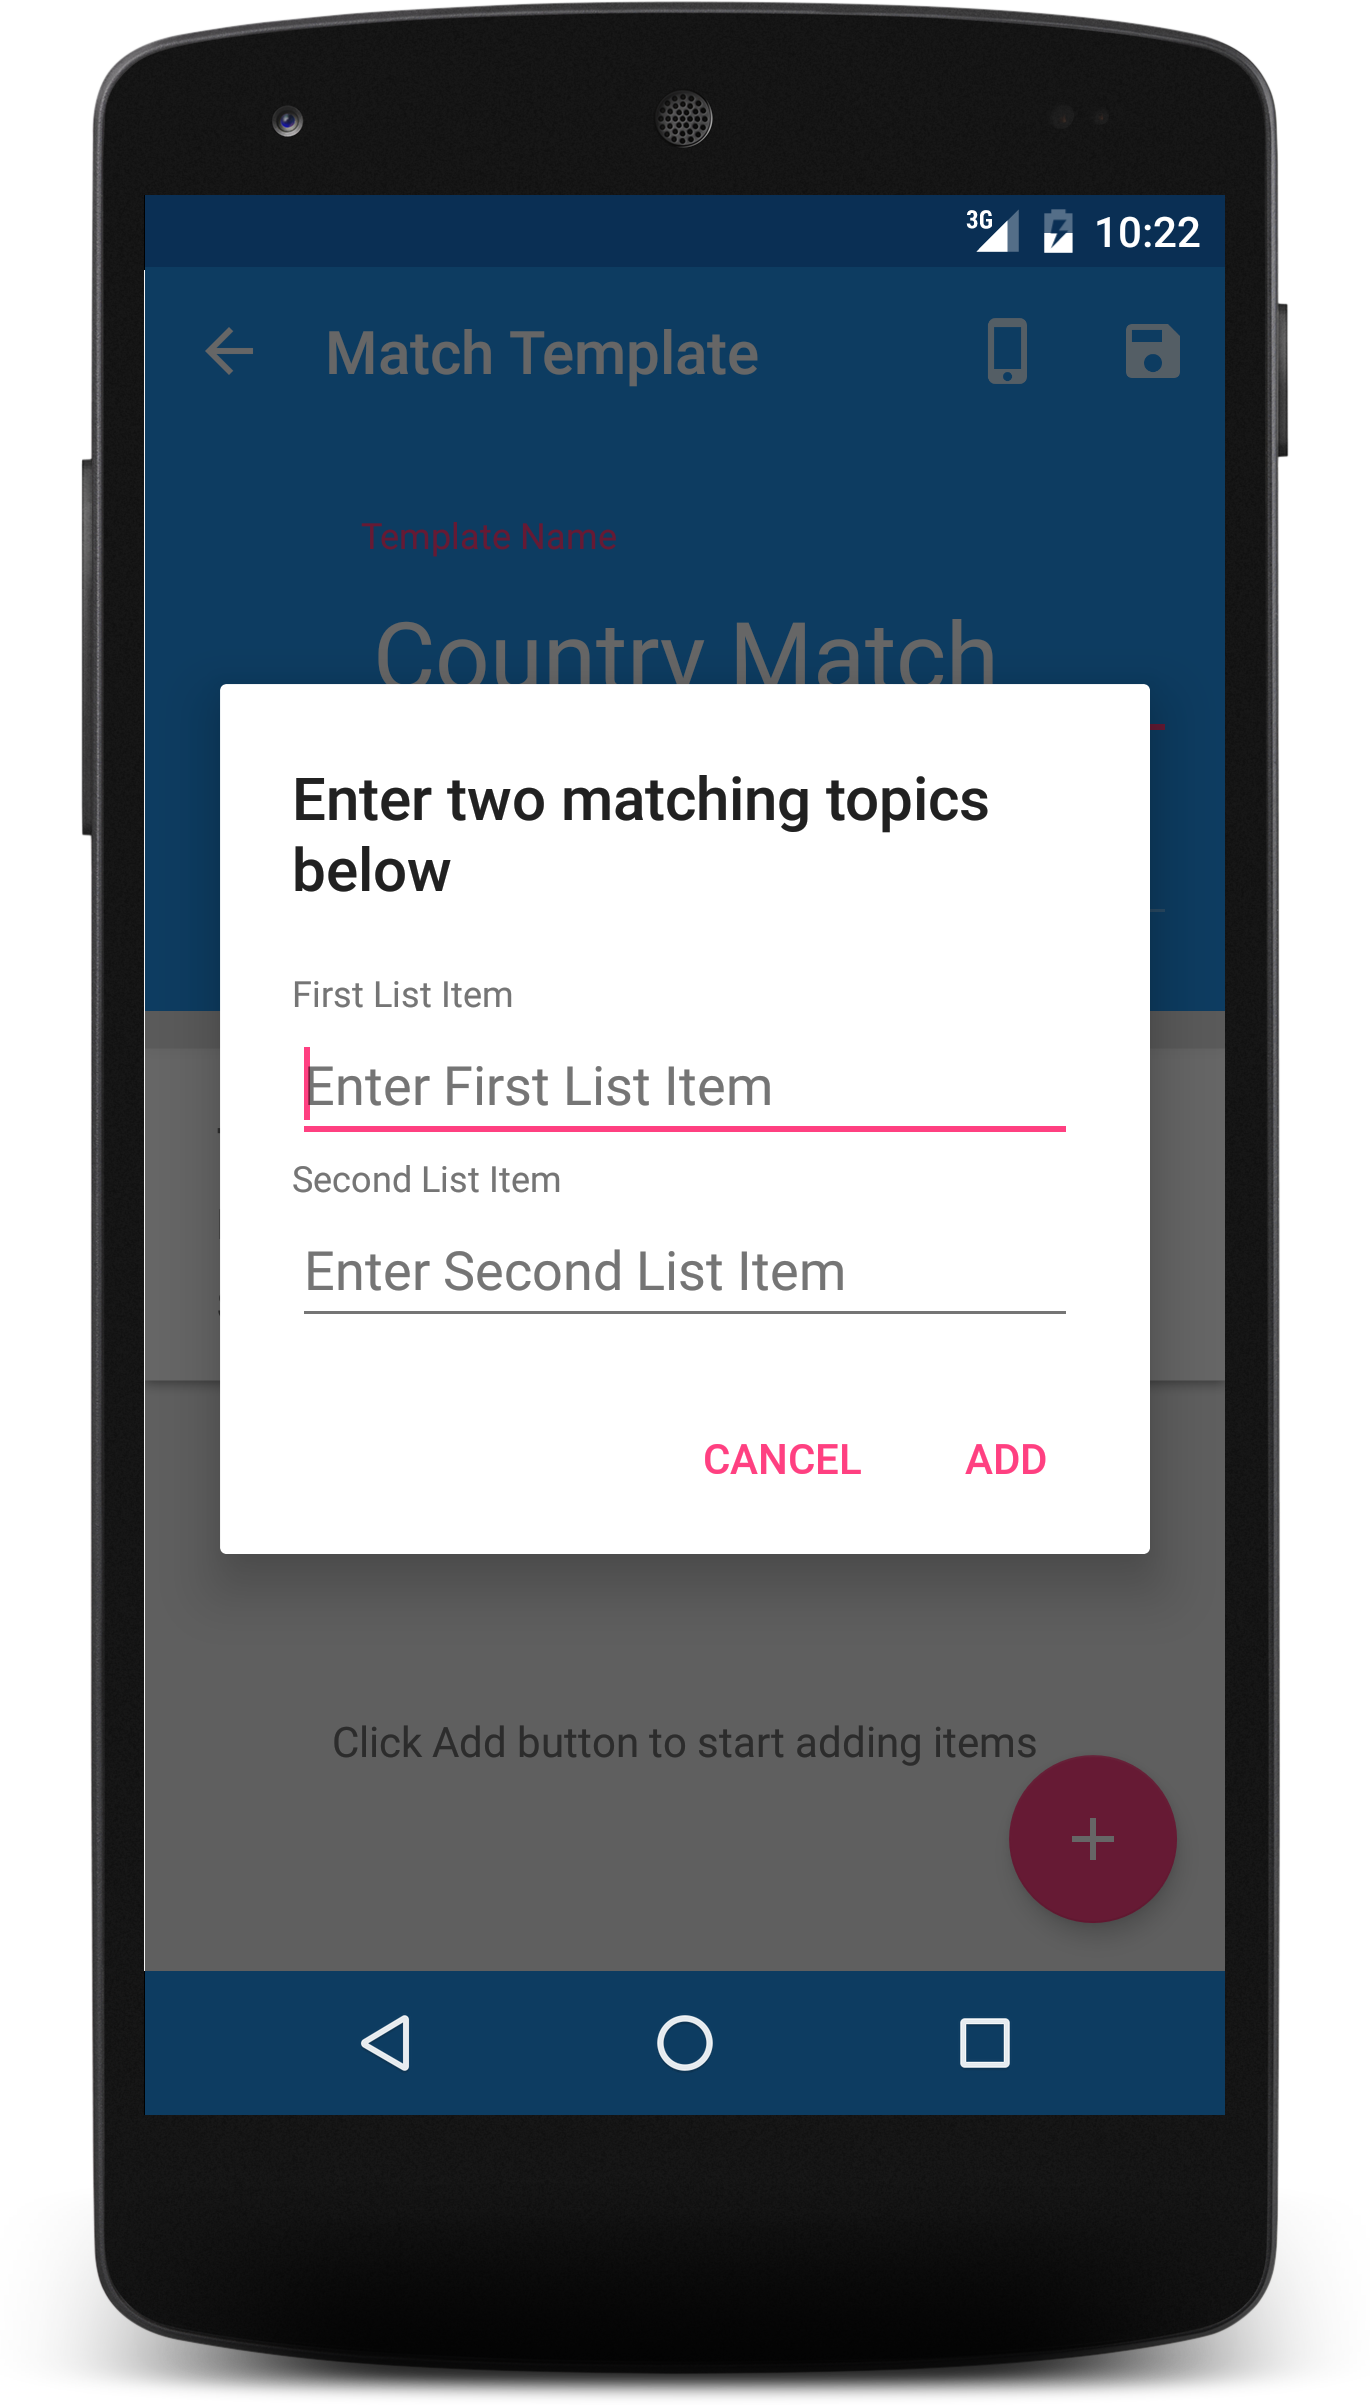 3G 10:22
Match Template
Template Name
Country Match
Enter two matching topics
below
First List Item
Enter First List Item
Second List Item
Enter Second List Item
CANCEL ADD
Click Add button to start adding items